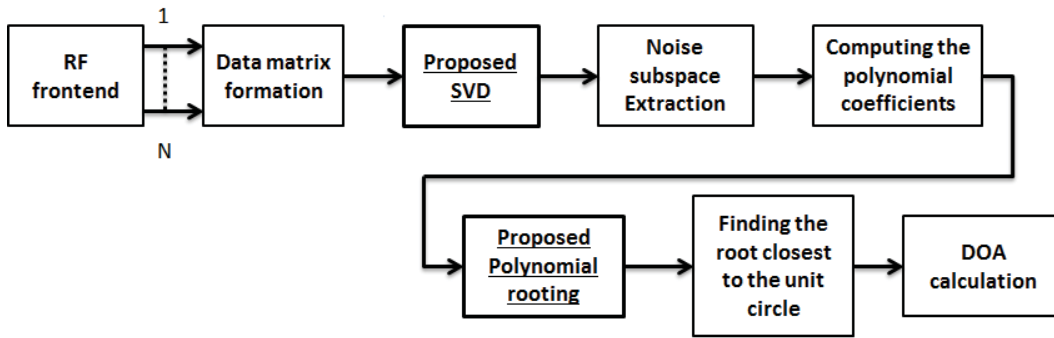 1
RF
frontend
N
Data matrix
formation
Proposed
SVD
Noise
subspace
Extraction
Computing the
polynomial
coefficients
Proposed
Polynomial
rooting
Finding the
root closest
to the unit
circle
DOA
calculation